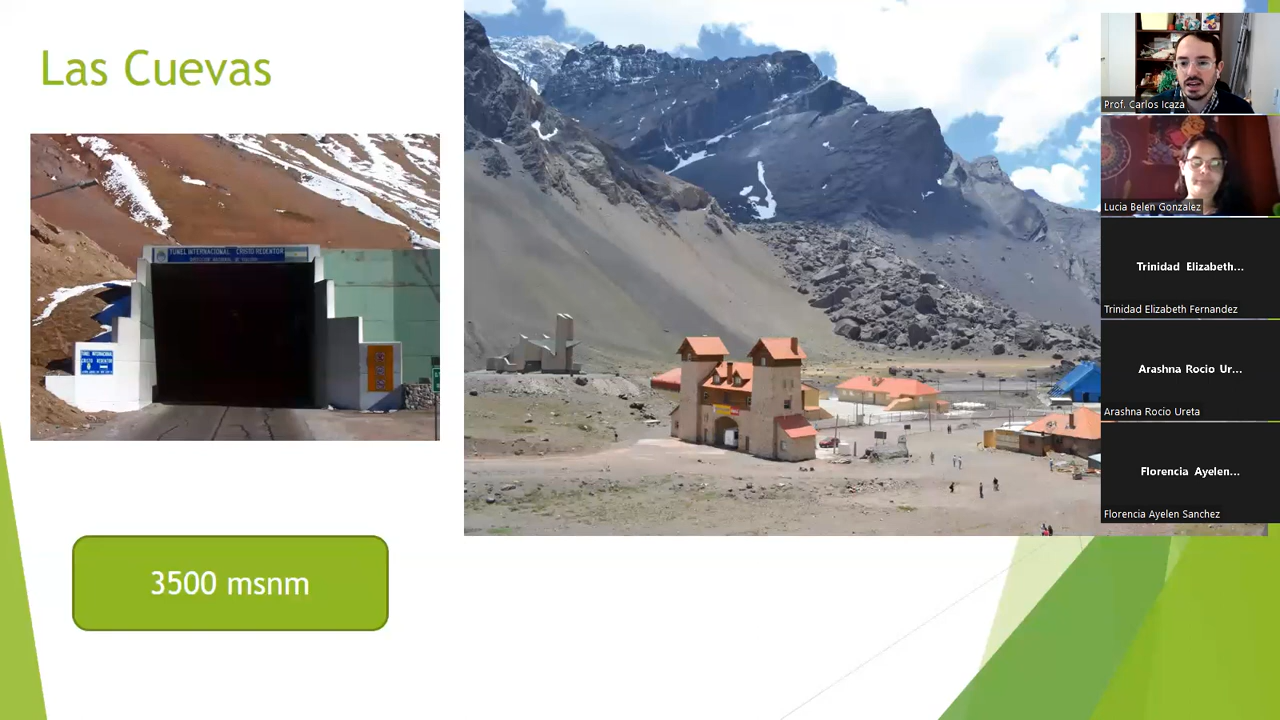 Las Cuevas
TUNEL INTERNACIONAL CRISTO REDENTOR
3500 msnm
Prof. Carlos Icaza
Lucia Belen Gonzalez
Trinidad Elizabeth...
Trinidad Elizabeth Fernandez
Arashna Rocio Ur...
Arashna Rocio Ureta
Florencia Ayelen...
Florencia Ayelen Sanchez